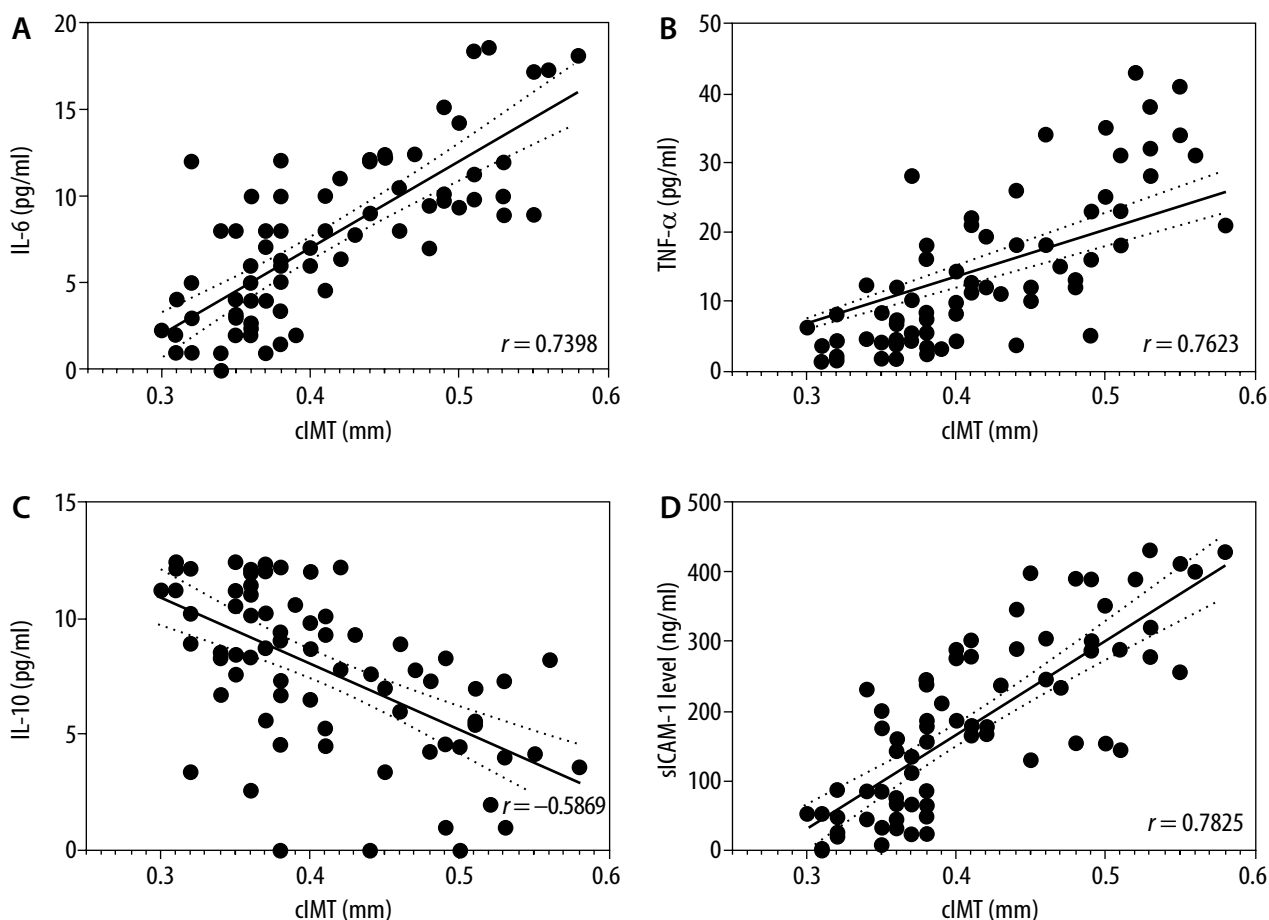 A
20
15
10
5
0
IL-6 (pg/ml)
0.3 0.4 0.5 0.6
cIMT (mm)
r = 0.7398
B
50
40
30
20
10
0
TNF-α (pg/ml)
0.3 0.4 0.5 0.6
cIMT (mm)
r = 0.7623
C
15
10
5
0
IL-10 (pg/ml)
0.3 0.4 0.5 0.6
cIMT (mm)
r = −0.5869
D
500
400
300
200
100
0
sICAM-1 level (ng/ml)
0.3 0.4 0.5 0.6
cIMT (mm)
r = 0.7825